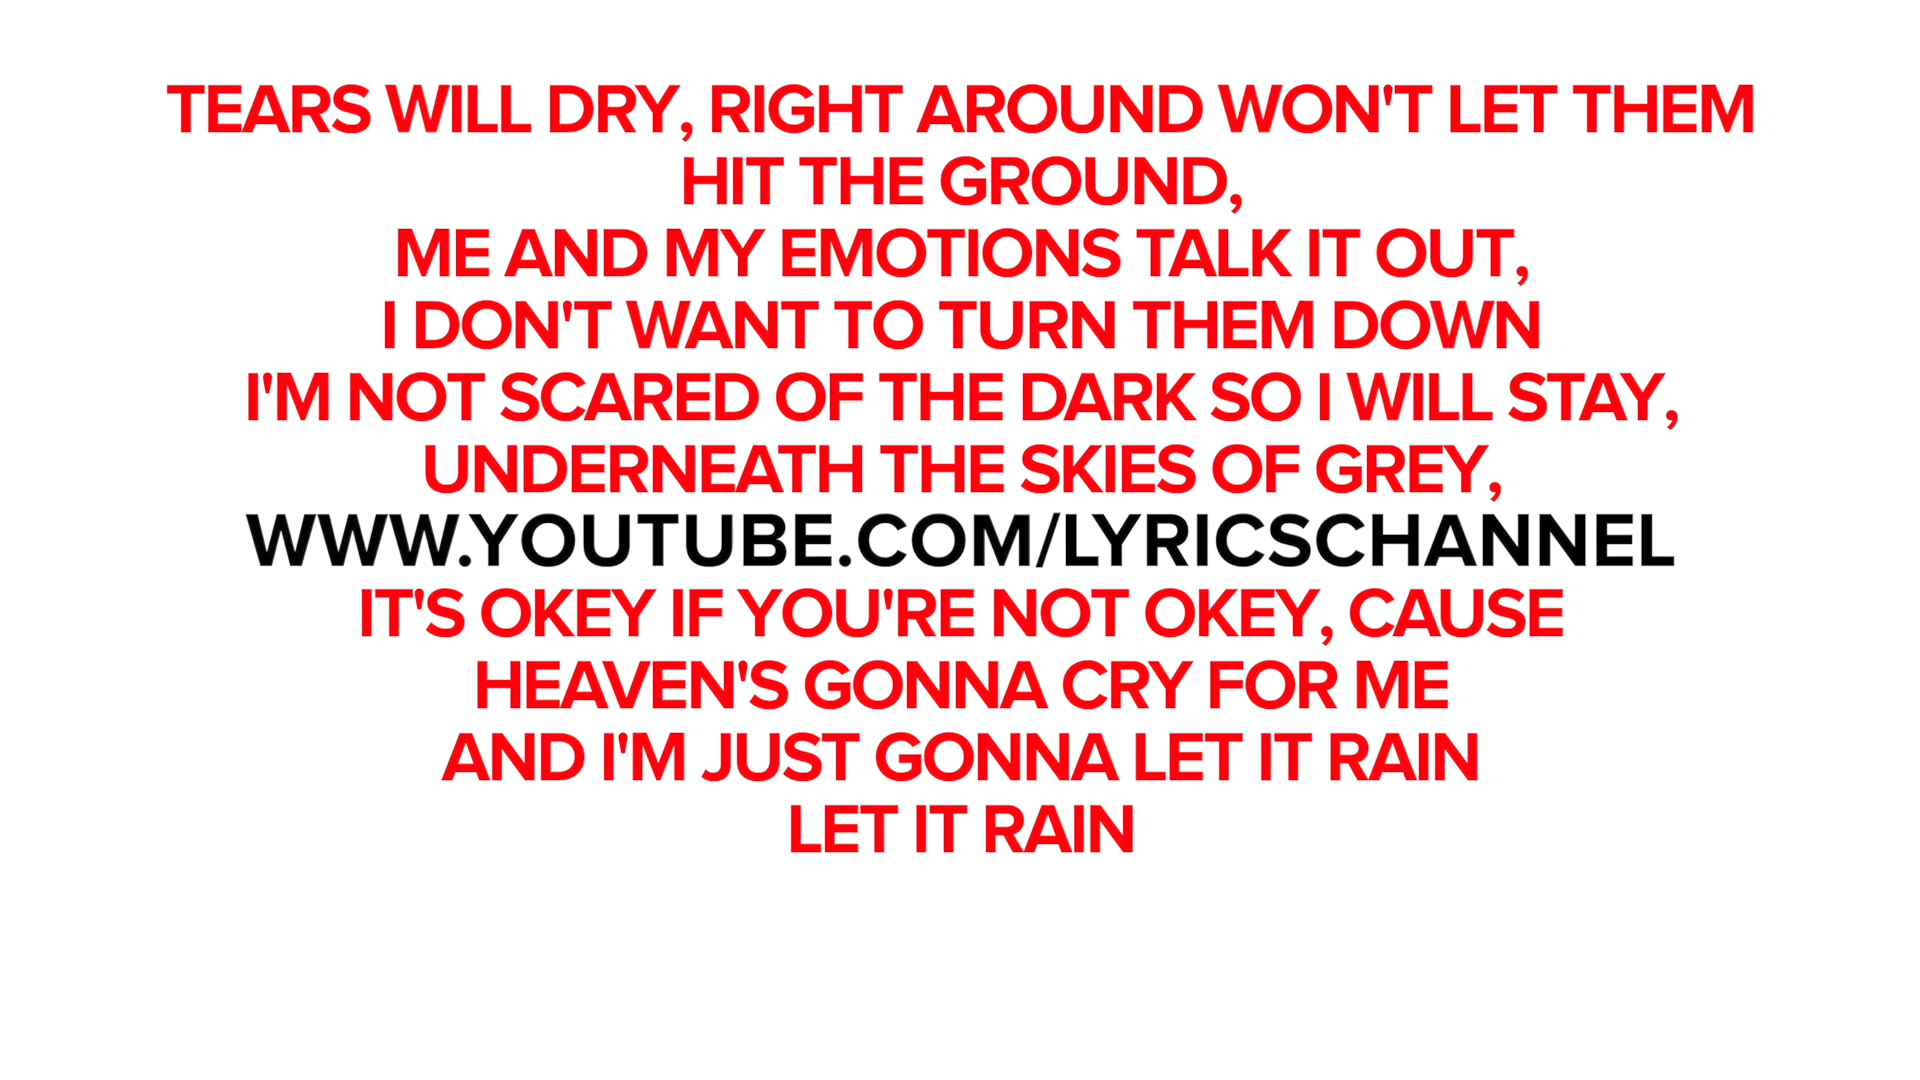 TEARS WILL DRY, RIGHT AROUND WON'T LET THEM
HIT THE GROUND,
ME AND MY EMOTIONS TALK IT OUT,
I DON'T WANT TO TURN THEM DOWN
I'M NOT SCARED OF THE DARK SO I WILL STAY,
UNDERNEATH THE SKIES OF GREY,
WWW.YOUTUBE.COM/LYRICSCHANNEL
IT'S OKEY IF YOU'RE NOT OKEY, CAUSE
HEAVEN'S GONNA CRY FOR ME
AND I'M JUST GONNA LET IT RAIN
LET IT RAIN